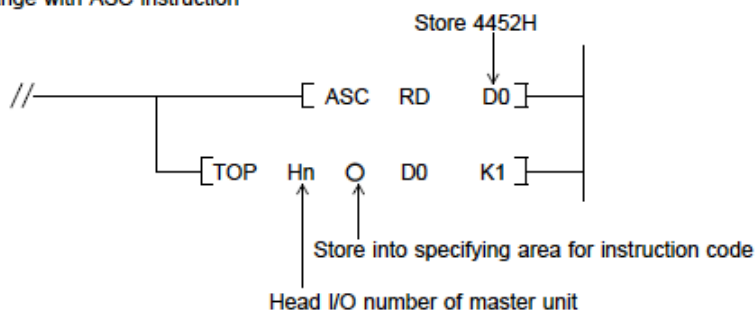 with ASC instruction
Store 4452H
// [ ASC RD D0 ]
[ TOP Hn O D0 K1 ]
Store into specifying area for instruction code
Head I/O number of master unit